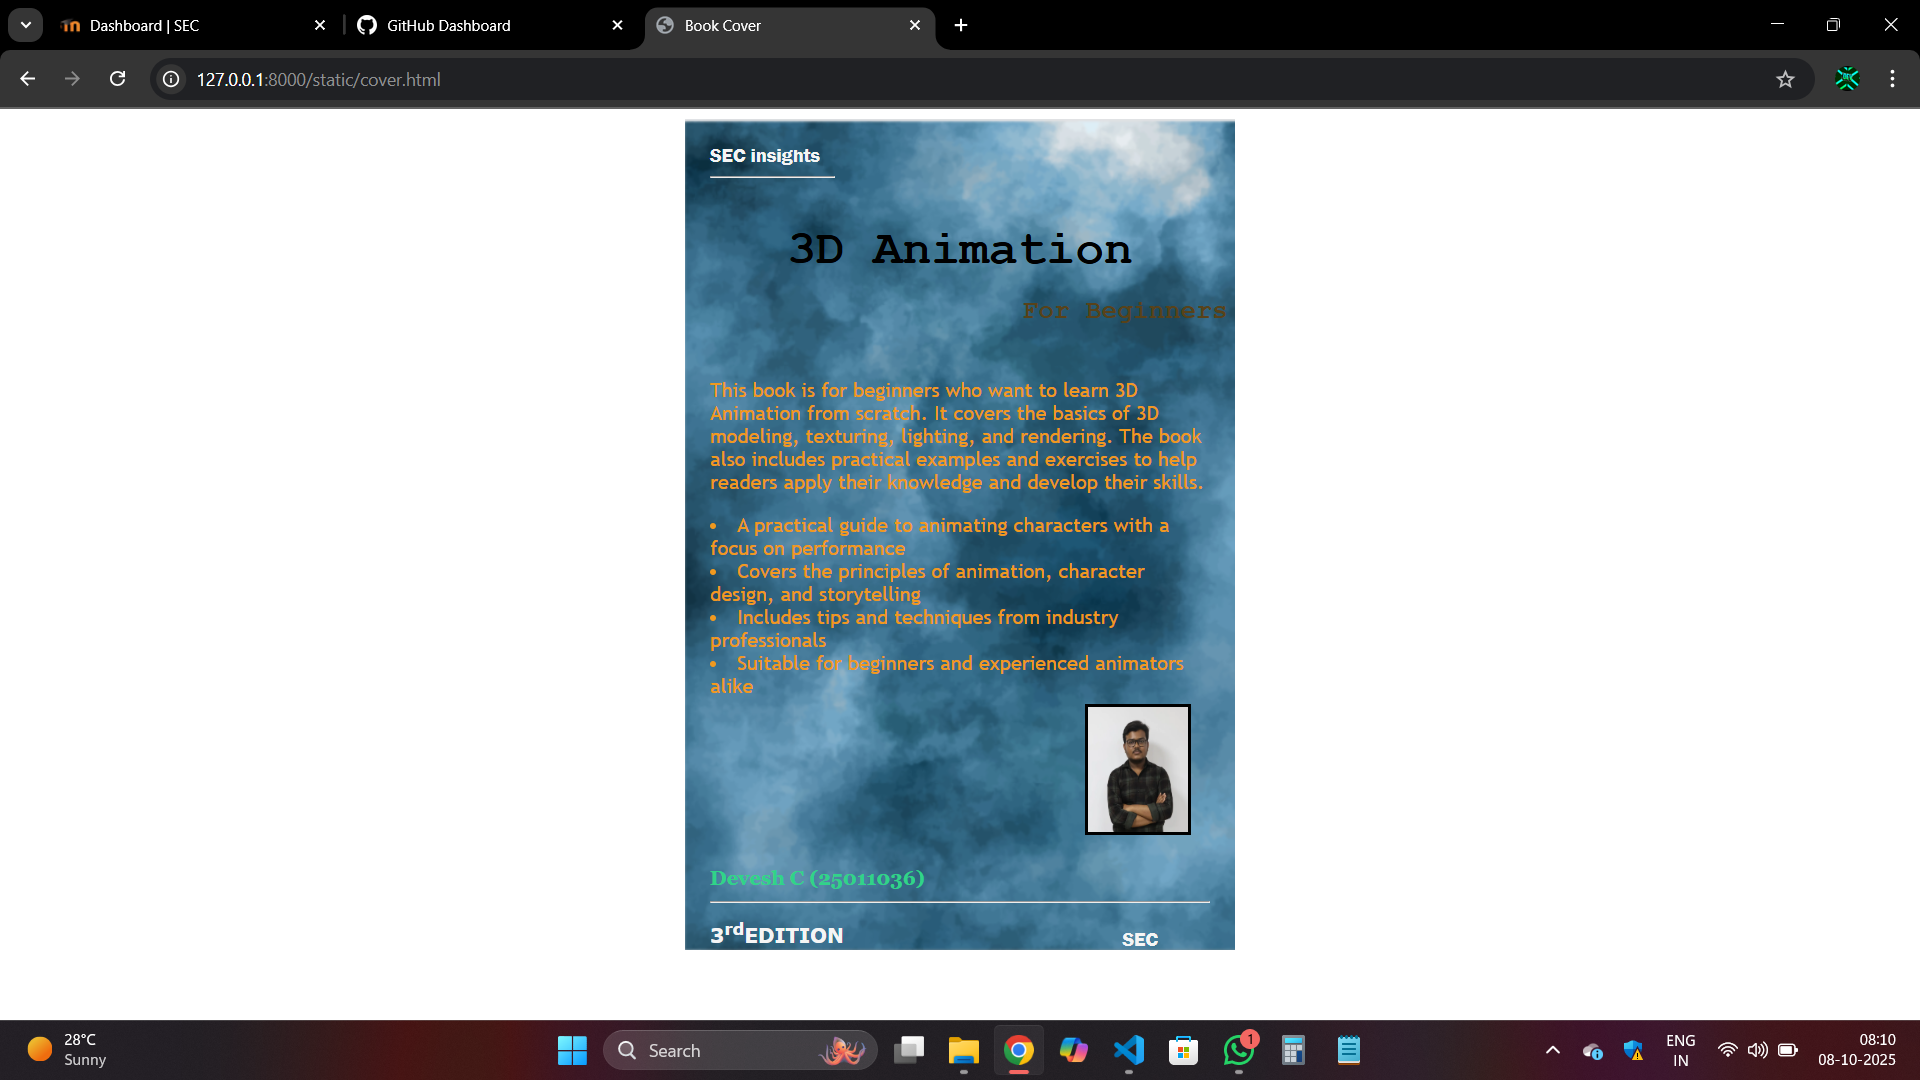 Dashboard | SEC
GitHub Dashboard
Book Cover
127.0.0.1:8000/static/cover.html
SEC insights
3D Animation
For Beginners
This book is for beginners who want to learn 3D
Animation from scratch. It covers the basics of 3D
modeling, texturing, lighting, and rendering. The book
also includes practical examples and exercises to help
readers apply their knowledge and develop their skills.
• A practical guide to animating characters with a
focus on performance
• Covers the principles of animation, character
design, and storytelling
• Includes tips and techniques from industry
professionals
• Suitable for beginners and experienced animators
alike
Devesh C (25011036)
3rdEDITION
SEC
28°C
Sunny
Search
1
ENG
IN
08:10
08-10-2025